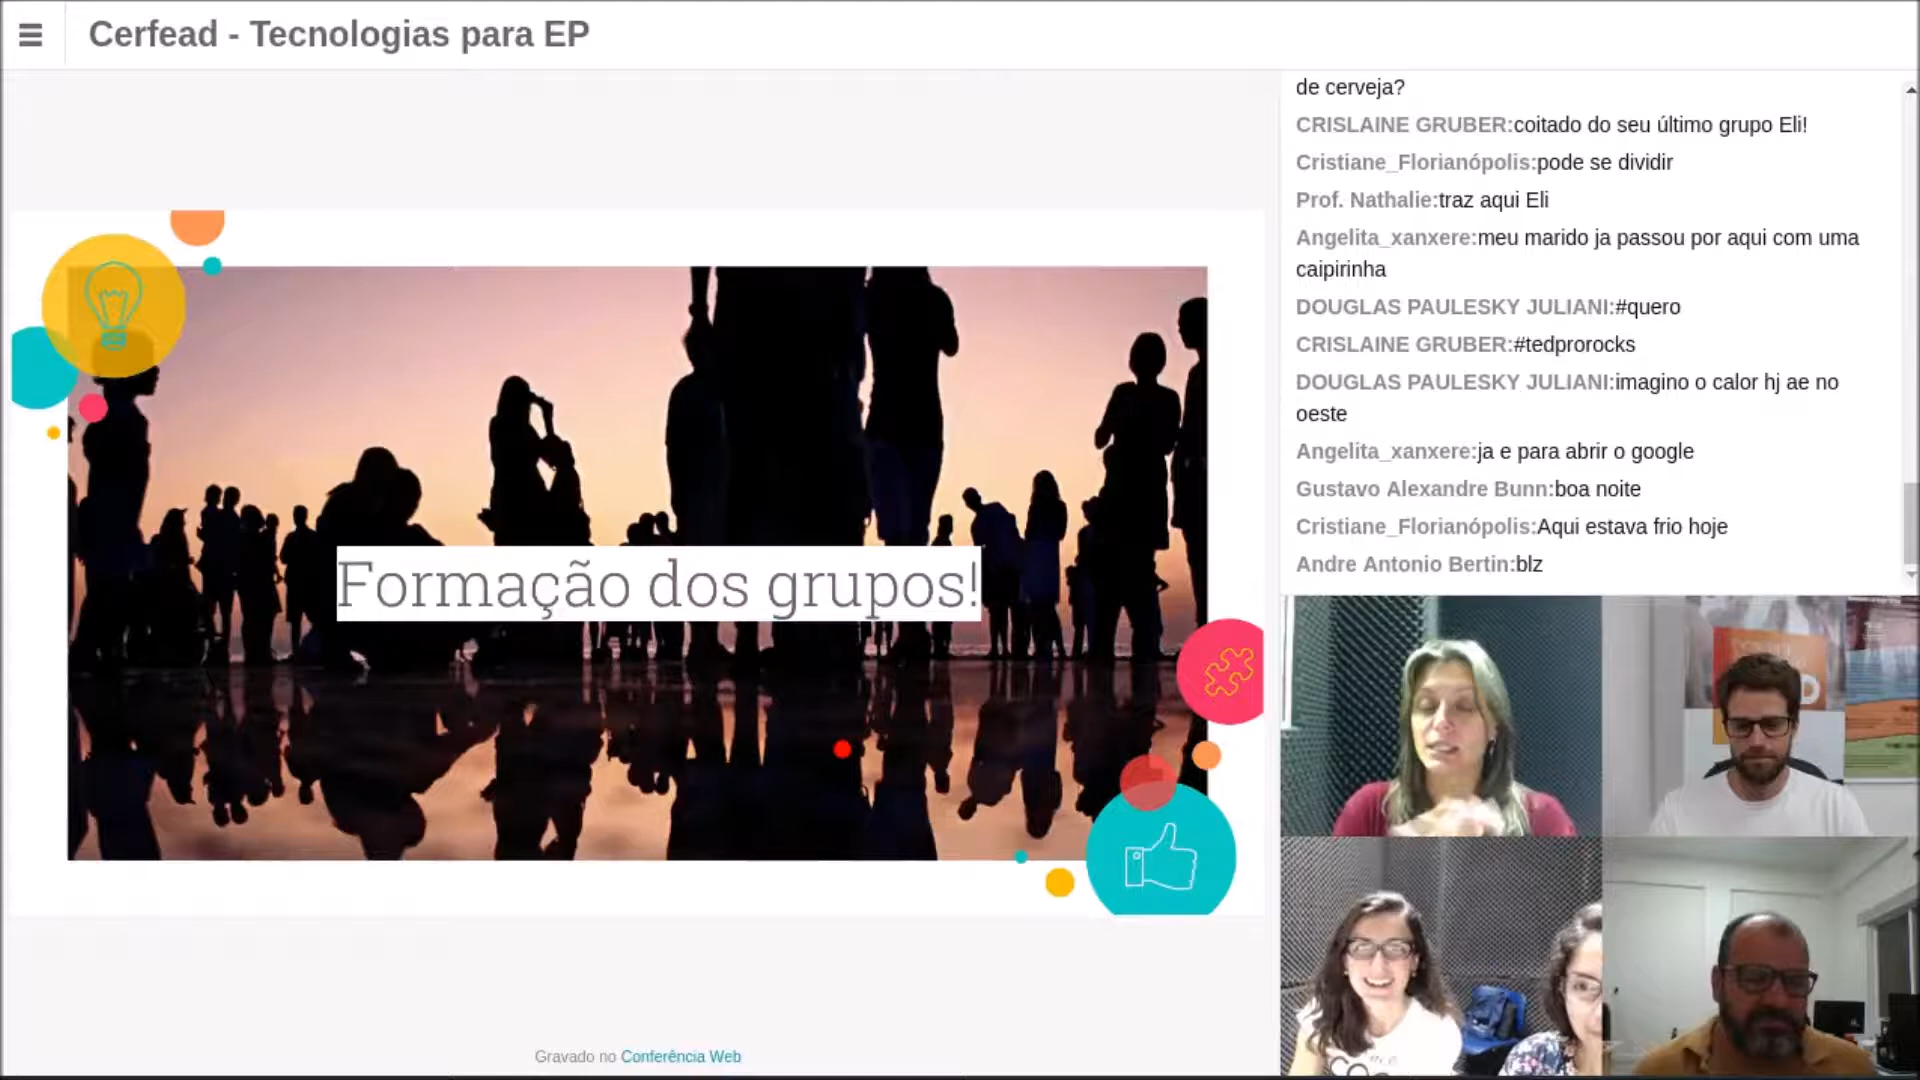 Cerfead - Tecnologias para EP
de cerveja?
CRISLAINE GRUBER:coitado do seu último grupo Eli!
Cristiane_Florianópolis:pode se dividir
Prof. Nathalie:traz aqui Eli
Angelita_xanxere:meu marido ja passou por aqui com uma
caipirinha
DOUGLAS PAULESKY JULIANI:#quero
CRISLAINE GRUBER:#tedprorocks
DOUGLAS PAULESKY JULIANI:imagino o calor hj ae no
oeste
Angelita_xanxere:ja e para abrir o google
Gustavo Alexandre Bunn:boa noite
Cristiane_Florianópolis:Aqui estava frio hoje
Andre Antonio Bertin:blz
Formação dos grupos!
Gravado no Conferência Web